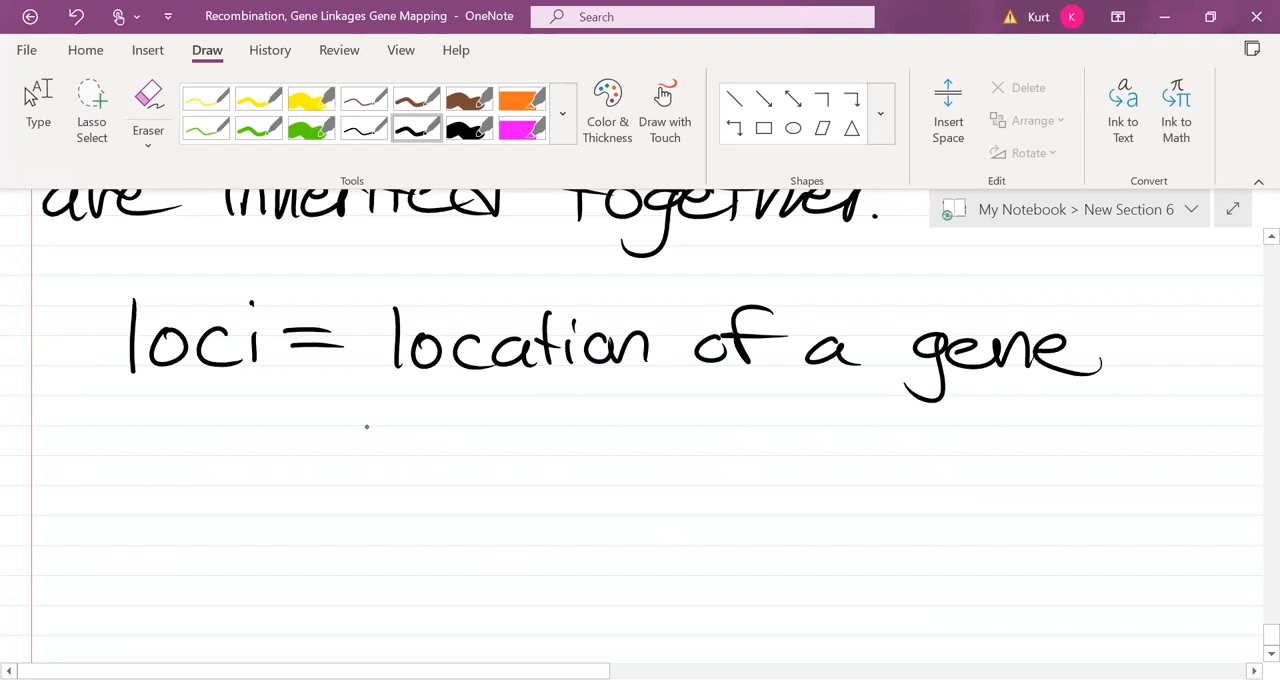 Recombination, Gene Linkages Gene Mapping - OneNote
Search
Kurt
K
File Home Insert Draw History Review View Help
Type
Lasso
Select
Eraser
Color &
Thickness
Draw with
Touch
Insert
Space
Delete
Arrange
Rotate
Ink to
Text
Ink to
Math
Tools
Shapes
Edit
Convert
My Notebook > New Section 6
are inherited together.
loci = location of a gene